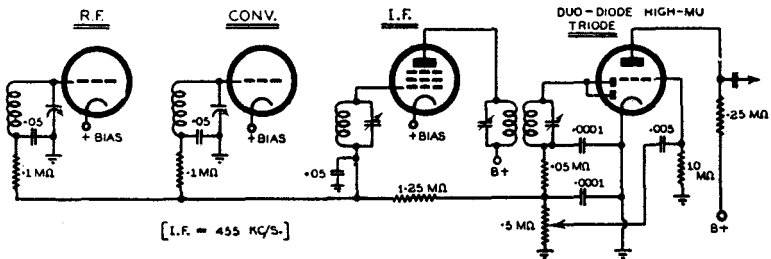 R.F.
CONV.
I.F.
DUO-DIODE HIGH-MU
TRIODE
·05
+ BIAS
·1 MΩ
·05
+ BIAS
·1 MΩ
+BIAS
·05
B+
1·25 MΩ
·0001
·05 MΩ
·0001
·5 MΩ
·005
10
MΩ
·25 MΩ
B+
[I.F. = 455 KC/S.]